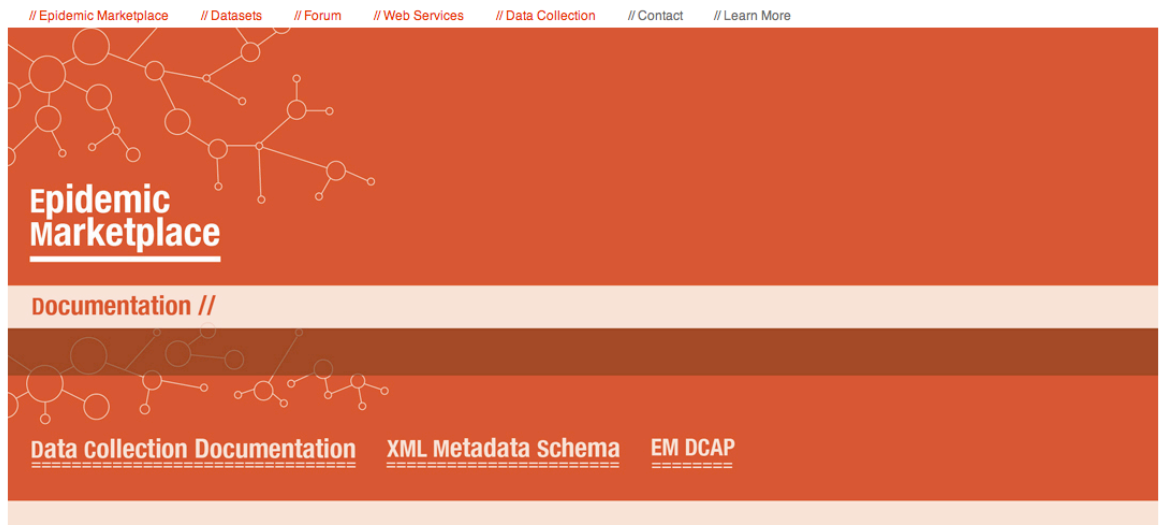 // Epidemic Marketplace // Datasets // Forum // Web Services // Data Collection // Contact // Learn More
Epidemic
Marketplace
Documentation //
Data Collection Documentation XML Metadata Schema EM DCAP